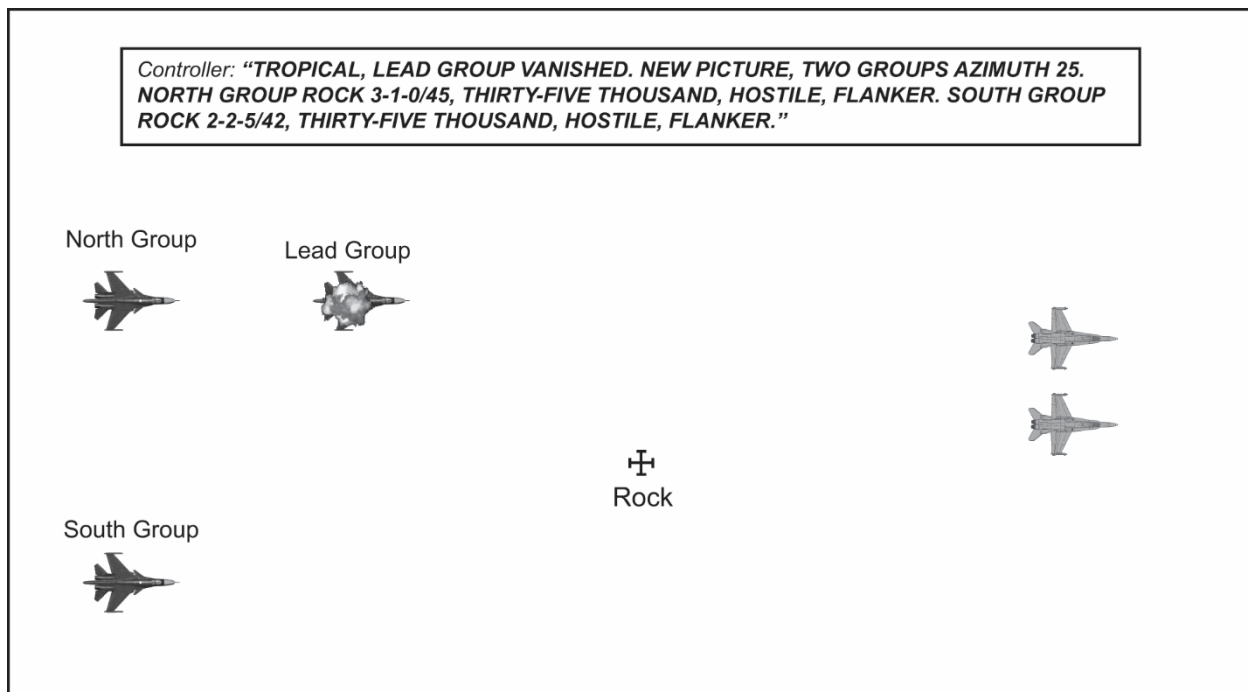 Controller: “TROPICAL, LEAD GROUP VANISHED. NEW PICTURE, TWO GROUPS AZIMUTH 25.
NORTH GROUP ROCK 3-1-0/45, THIRTY-FIVE THOUSAND, HOSTILE, FLANKER. SOUTH GROUP
ROCK 2-2-5/42, THIRTY-FIVE THOUSAND, HOSTILE, FLANKER.”
North Group
Lead Group
Rock
South Group